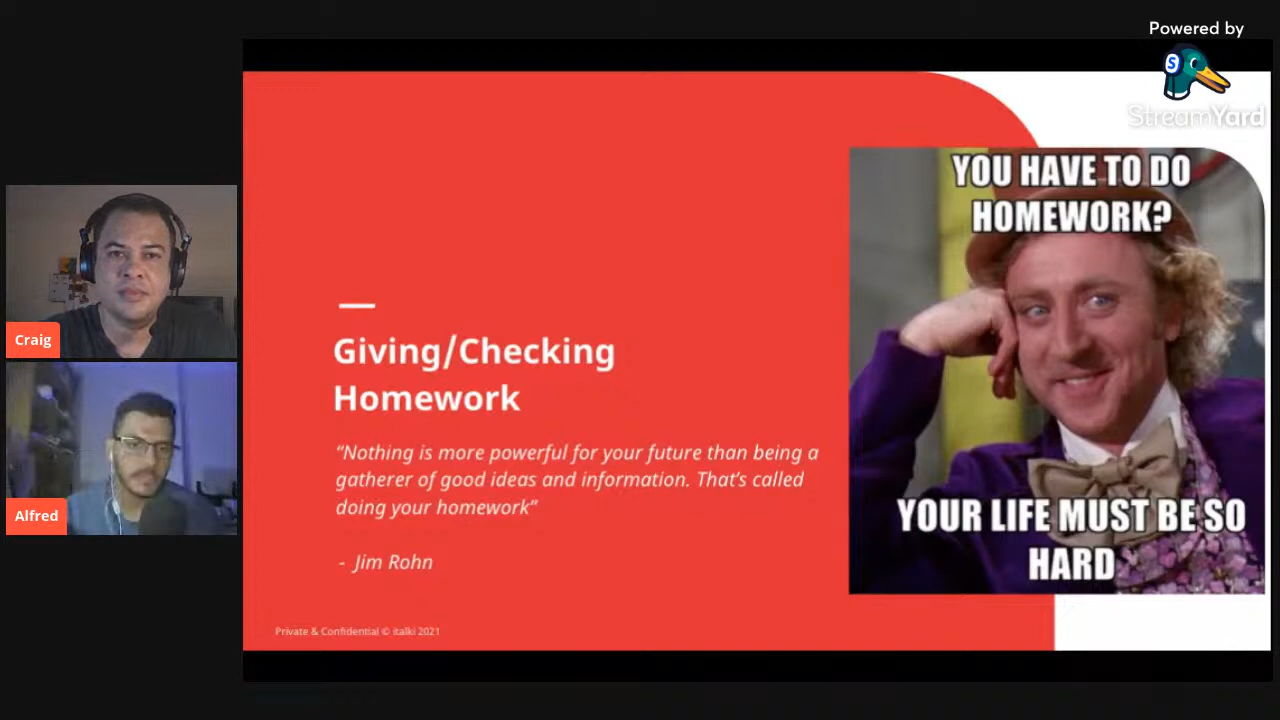 Powered by
S
StreamYard
Craig
Alfred
Giving/Checking
Homework
“Nothing is more powerful for your future than being a
gatherer of good ideas and information. That’s called
doing your homework”
- Jim Rohn
Private & Confidential © italki 2021
YOU HAVE TO DO
HOMEWORK?
YOUR LIFE MUST BE SO
HARD